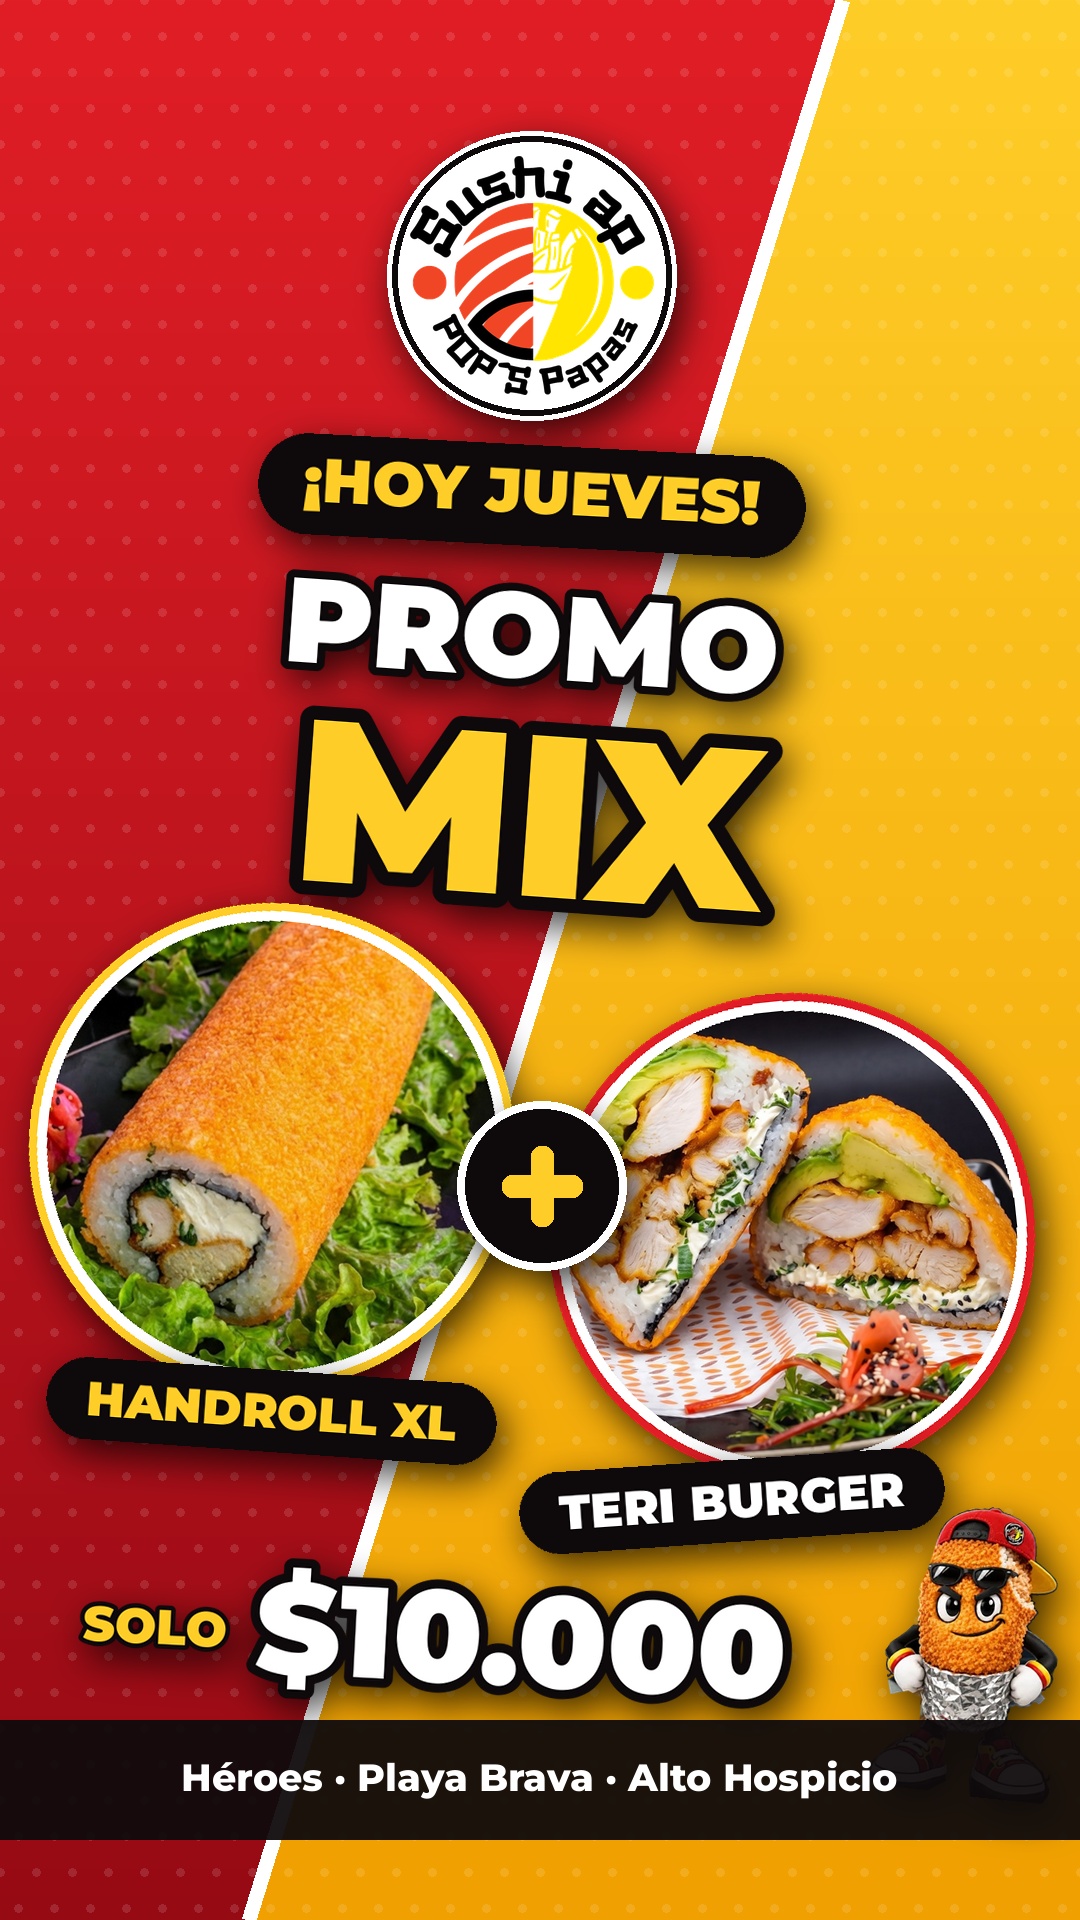 Sushi ap
POP'S Papas
¡HOY JUEVES!
PROMO
MIX
+
HANDROLL XL
TERI BURGER
SOLO $10.000
Héroes • Playa Brava • Alto Hospicio